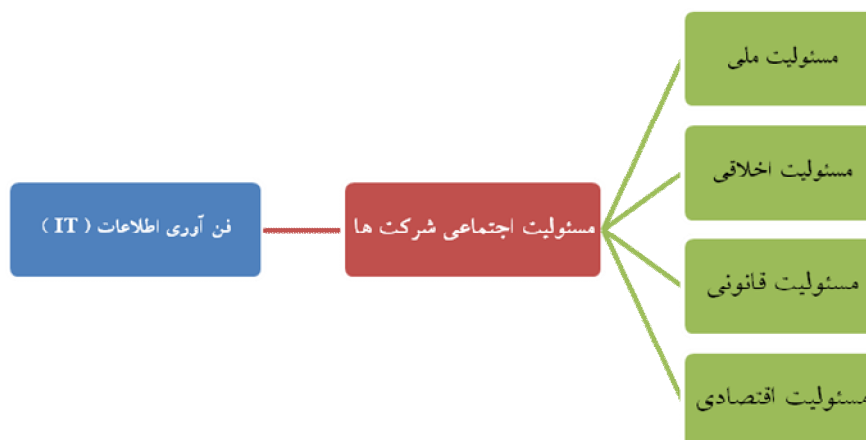 مسئولیت ملی
مسئولیت اخلاقی
فن آوری اطلاعات ( IT )
مسئولیت اجتماعی شرکت ها
مسئولیت قانونی
مسئولیت اقتصادی